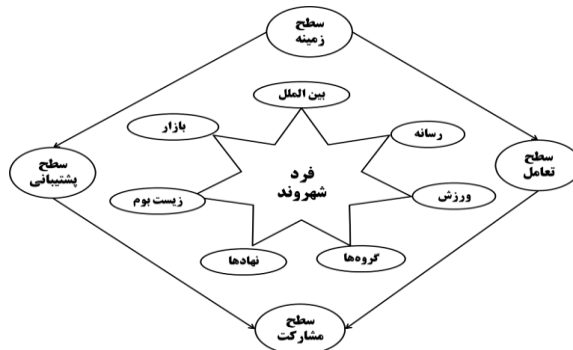 سطح
زمینه
بین الملل
بازار
رسانه
سطح
پشتیبانی
فرد
شهروند
سطح
تعامل
زیست بوم
ورزش
نهادها
گروه‌ها
سطح
مشارکت